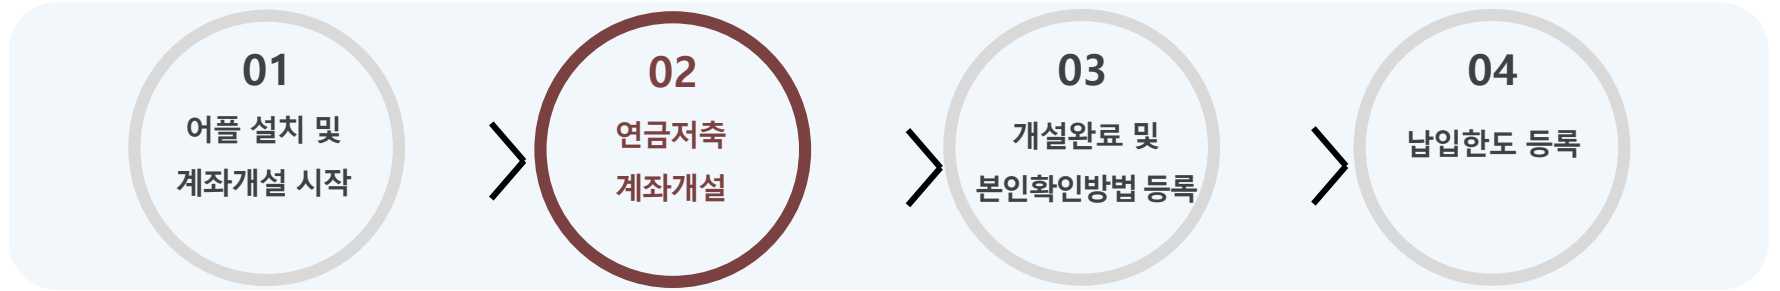 01
어플 설치 및
계좌개설 시작
02
연금저축
계좌개설
03
개설완료 및
본인확인방법 등록
04
납입한도 등록